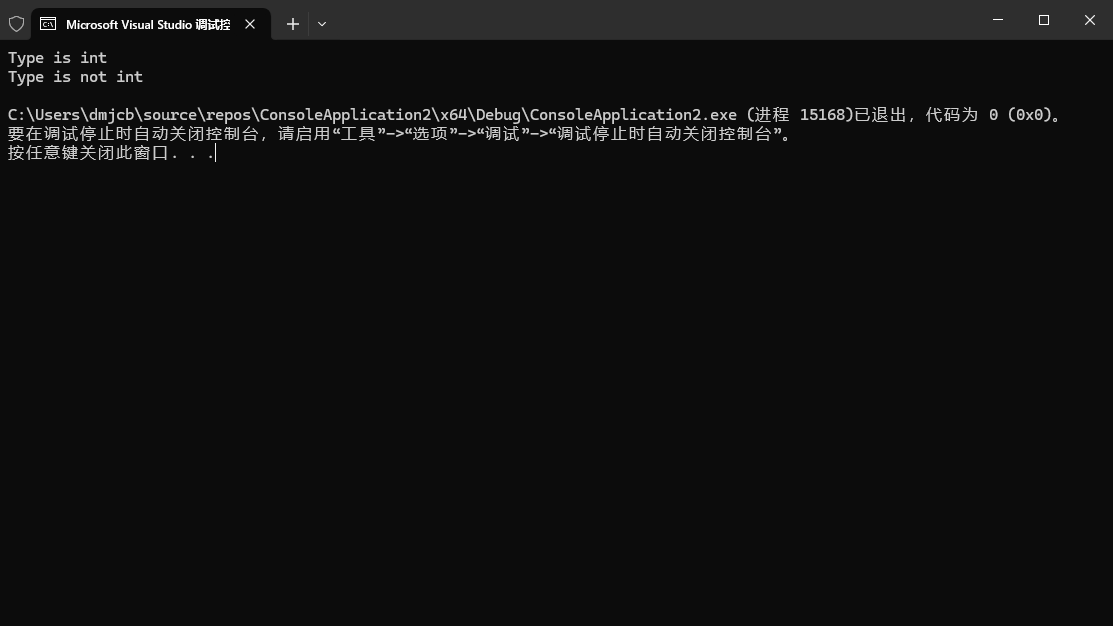 Microsoft Visual Studio 调试控
Type is int
Type is not int
C:\Users\dmjcb\source\repos\ConsoleApplication2\x64\Debug\ConsoleApplication2.exe (进程 15168)已退出，代码为 0 (0x0)。
要在调试停止时自动关闭控制台，请启用“工具”->“选项”->“调试”->“调试停止时自动关闭控制台”。
按任意键关闭此窗口. . .